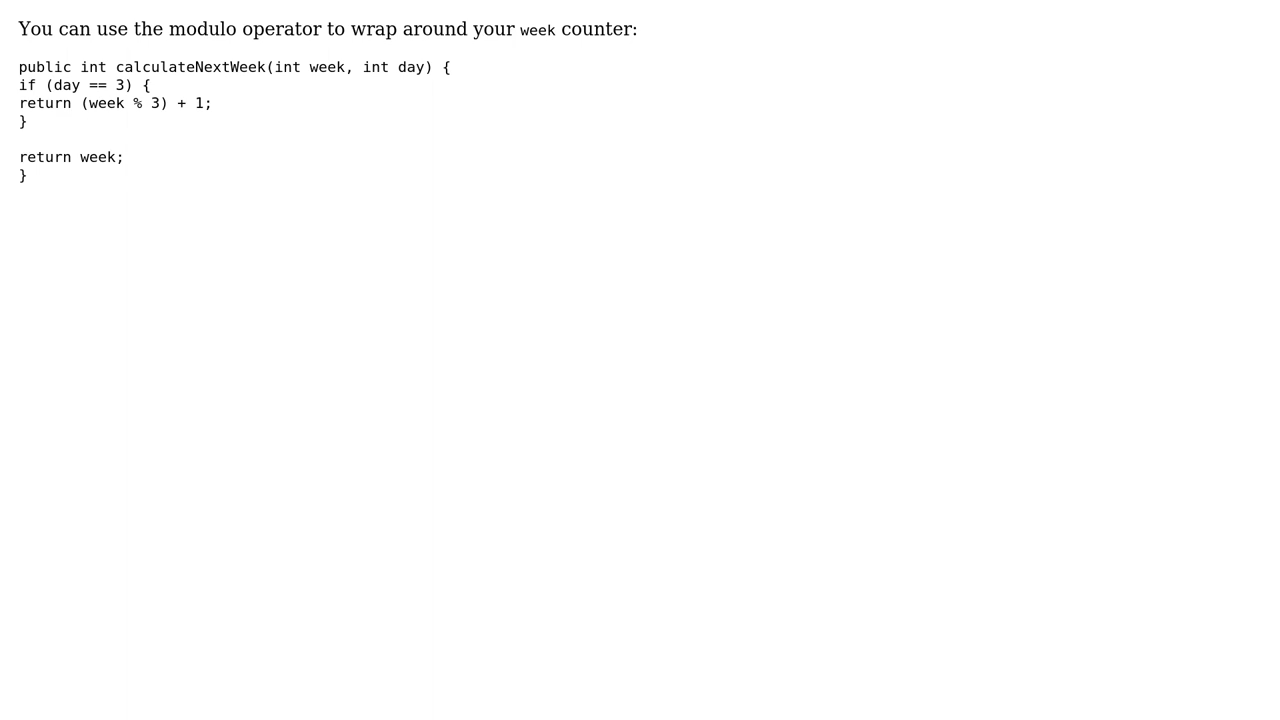 You can use the modulo operator to wrap around your week counter:
public int calculateNextWeek(int week, int day) {
if (day == 3) {
return (week % 3) + 1;
}
return week;
}